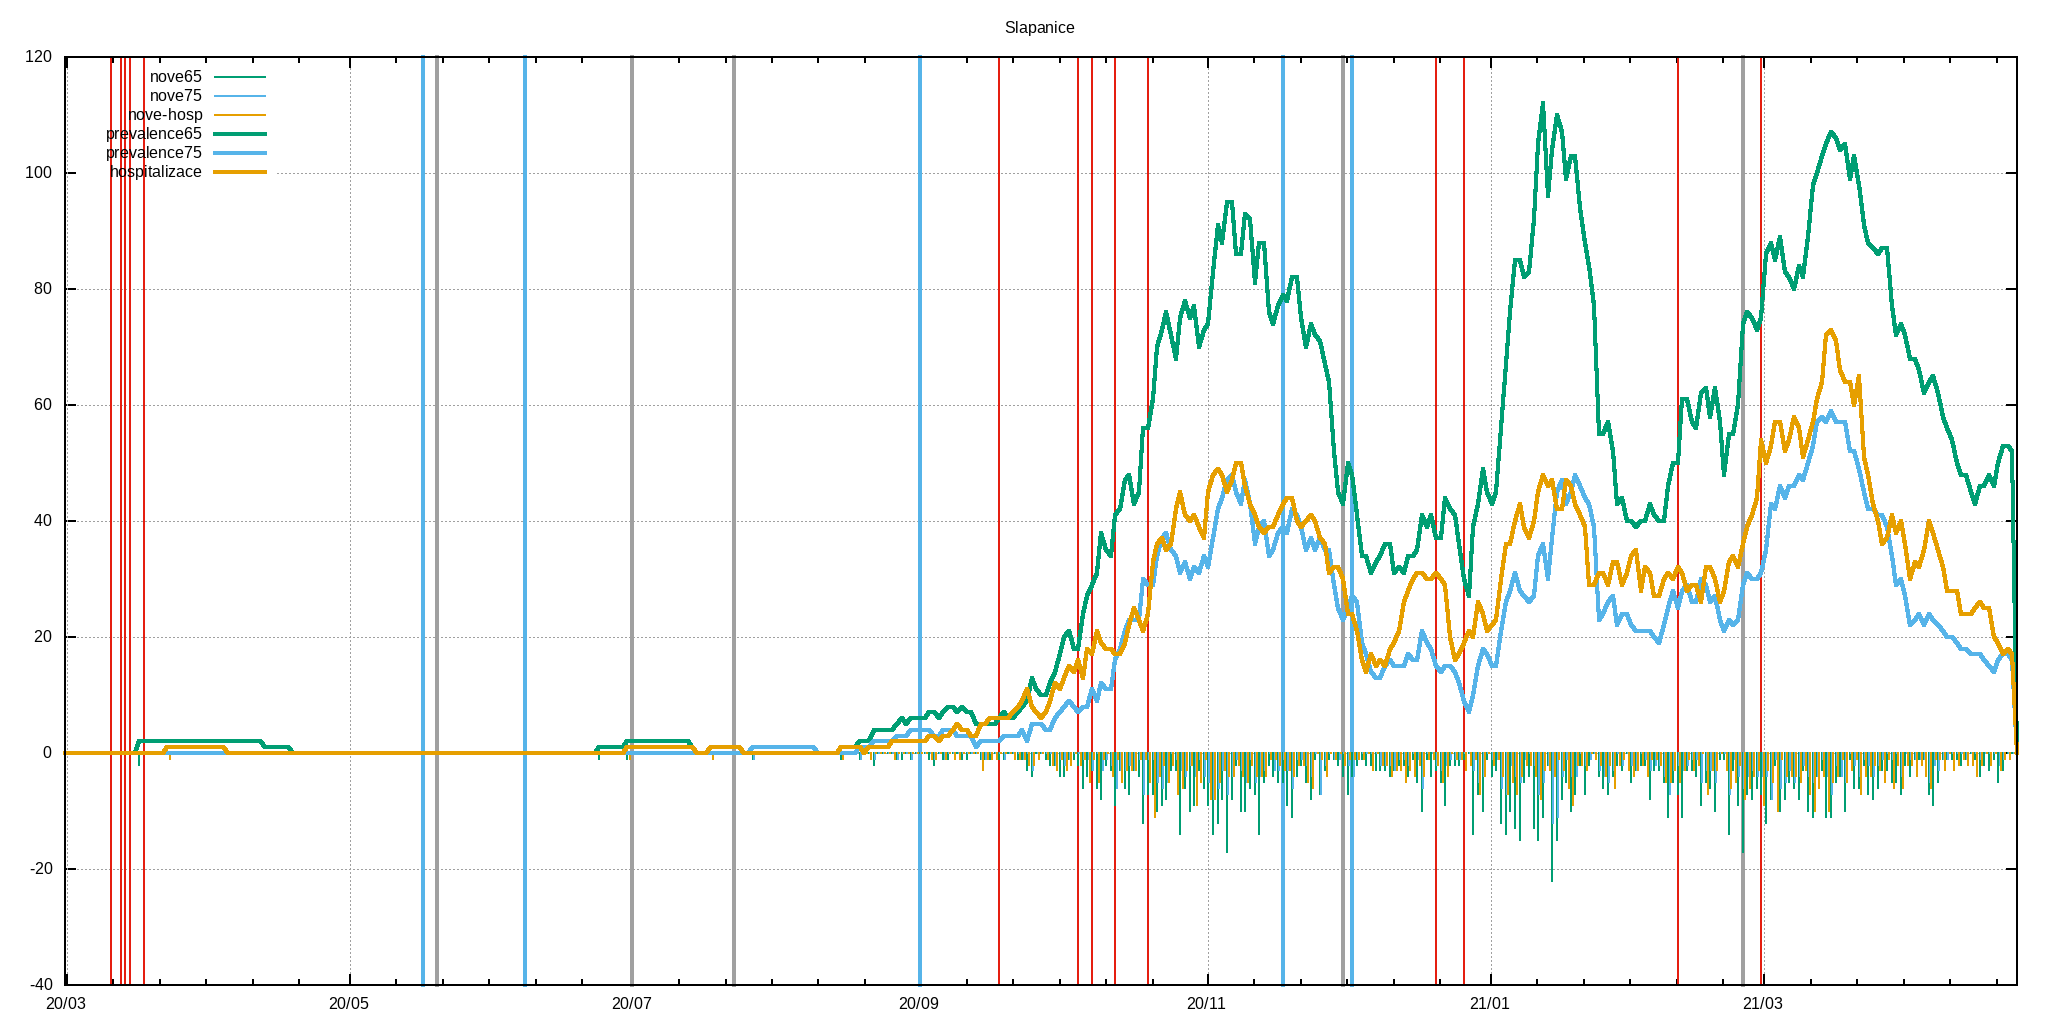 Slapanice
120
100
80
60
40
20
0
-20
-40
nove65
nove75
nove-hosp
prevalence65
prevalence75
hospitalizace
20/03 20/05 20/07 20/09 20/11 21/01 21/03